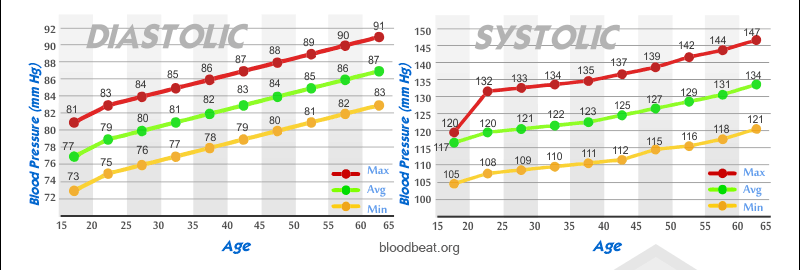 DIASTOLIC
Blood Pressure (mm Hg)
92
90
88
86
84
82
80
78
76
74
72
81 83 84 85 86 87 88 89 90 91
77 79 80 81 82 83 84 85 86 87
73 75 76 77 78 79 80 81 82 83
Max
Avg
Min
15 20 25 30 35 40 45 50 55 60 65
Age
SYSTOLIC
Blood Pressure (mm Hg)
150
145
140
135
130
125
120
115
110
105
100
120 132 133 134 135 137 139 142 144 147
117 120 121 122 123 125 127 129 131 134
105 108 109 110 111 112 115 116 118 121
Max
Avg
Min
15 20 25 30 35 40 45 50 55 60 65
Age
bloodbeat.org